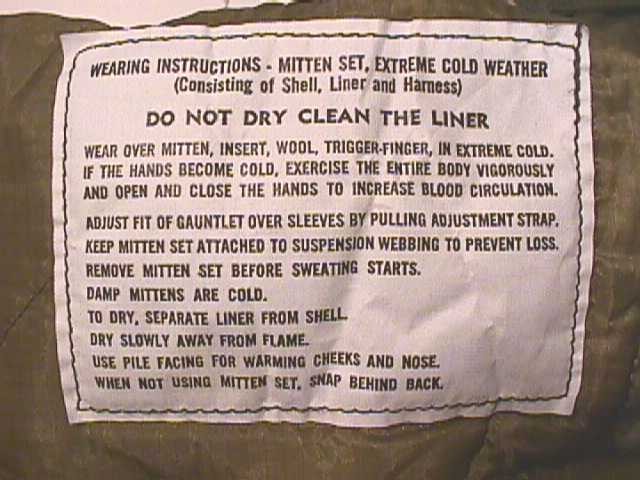 WEARING INSTRUCTIONS - MITTEN SET, EXTREME COLD WEATHER
(Consisting of Shell, Liner and Harness)
DO NOT DRY CLEAN THE LINER
WEAR OVER MITTEN, INSERT, WOOL, TRIGGER-FINGER, IN EXTREME COLD.
IF THE HANDS BECOME COLD, EXERCISE THE ENTIRE BODY VIGOROUSLY
AND OPEN AND CLOSE THE HANDS TO INCREASE BLOOD CIRCULATION.
ADJUST FIT OF GAUNTLET OVER SLEEVES BY PULLING ADJUSTMENT STRAP.
KEEP MITTEN SET ATTACHED TO SUSPENSION WEBBING TO PREVENT LOSS.
REMOVE MITTEN SET BEFORE SWEATING STARTS.
DAMP MITTENS ARE COLD.
TO DRY, SEPARATE LINER FROM SHELL.
DRY SLOWLY AWAY FROM FLAME.
USE PILE FACING FOR WARMING CHEEKS AND NOSE.
WHEN NOT USING MITTEN SET, SNAP BEHIND BACK.